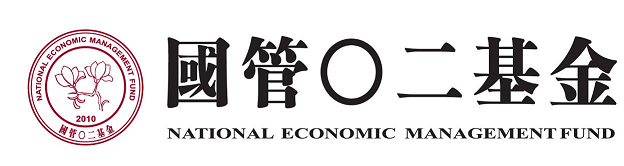 NATIONAL ECONOMIC MANAGEMENT FUND
2010
國管〇二基金
國管〇二基金
NATIONAL ECONOMIC MANAGEMENT FUND